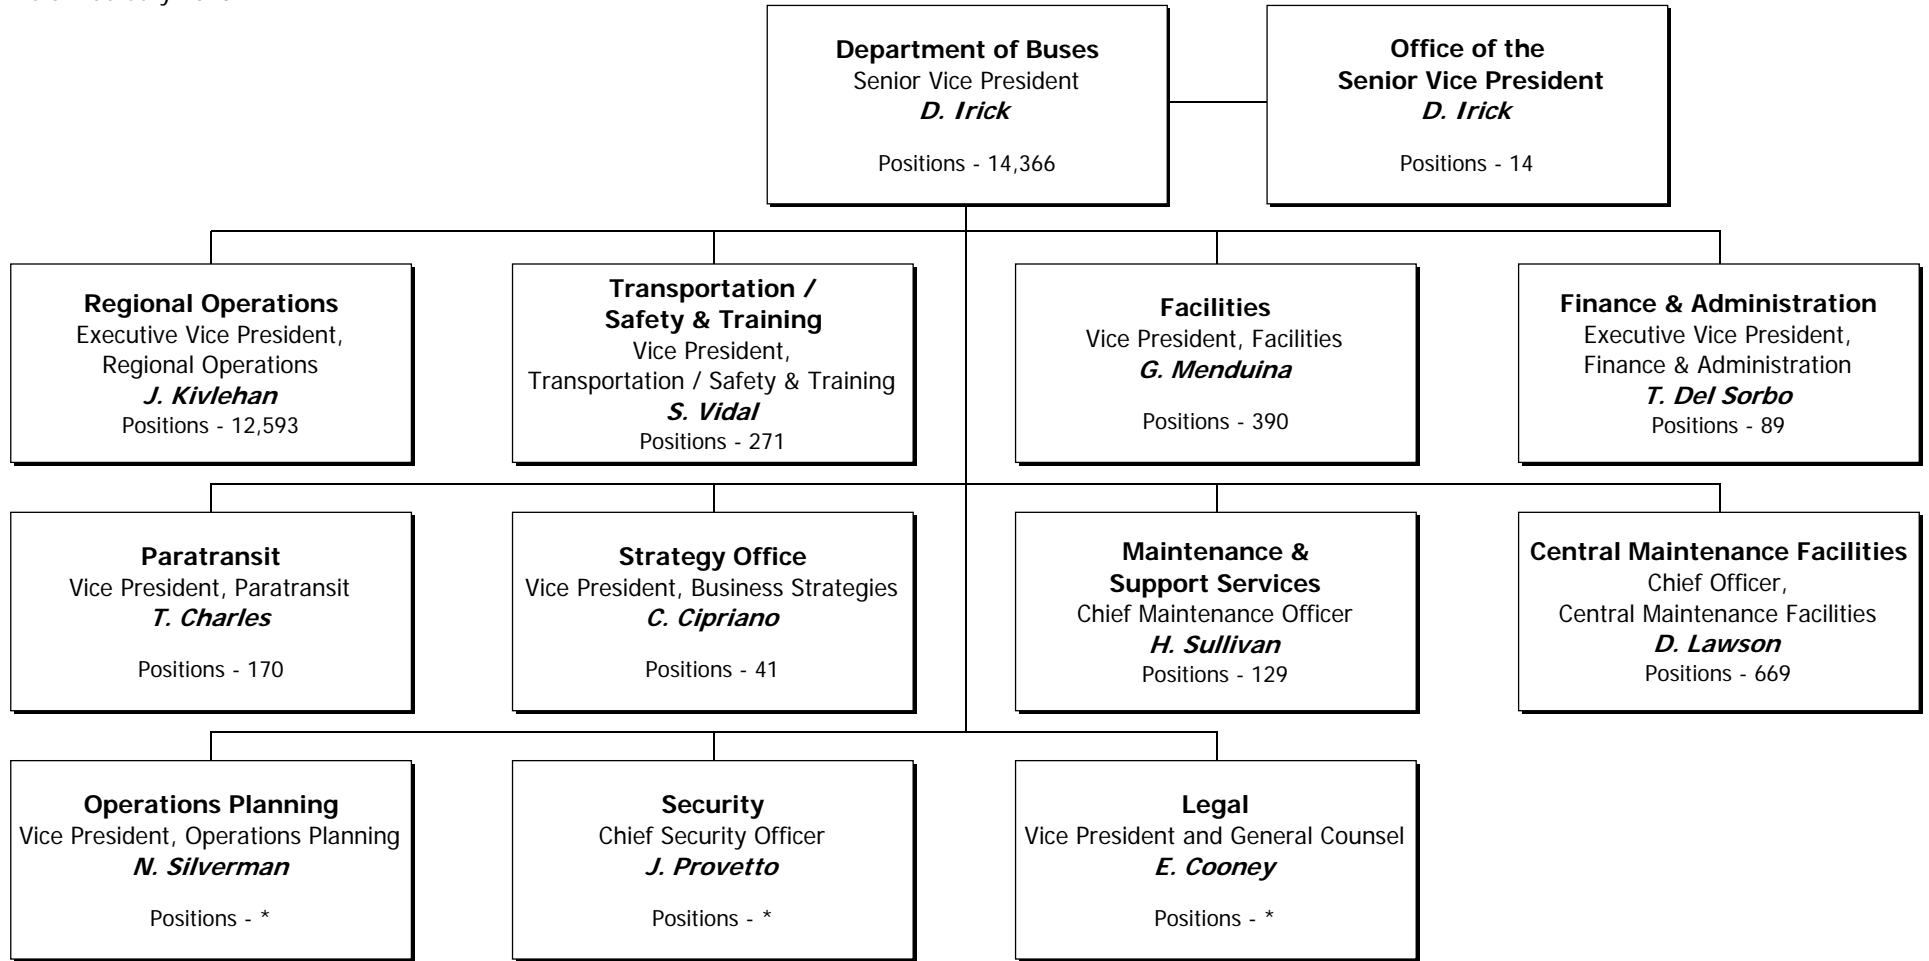 Department of Buses
Senior Vice President
D. Irick
Positions - 14,366
Office of the
Senior Vice President
D. Irick
Positions - 14
Regional Operations
Executive Vice President,
Regional Operations
J. Kivlehan
Positions - 12,593
Transportation /
Safety & Training
Vice President,
Transportation / Safety & Training
S. Vidal
Positions - 271
Facilities
Vice President, Facilities
G. Menduina
Positions - 390
Finance & Administration
Executive Vice President,
Finance & Administration
T. Del Sorbo
Positions - 89
Paratransit
Vice President, Paratransit
T. Charles
Positions - 170
Strategy Office
Vice President, Business Strategies
C. Cipriano
Positions - 41
Maintenance &
Support Services
Chief Maintenance Officer
H. Sullivan
Positions - 129
Central Maintenance Facilities
Chief Officer,
Central Maintenance Facilities
D. Lawson
Positions - 669
Operations Planning
Vice President, Operations Planning
N. Silverman
Positions - *
Security
Chief Security Officer
J. Provetto
Positions - *
Legal
Vice President and General Counsel
E. Cooney
Positions - *